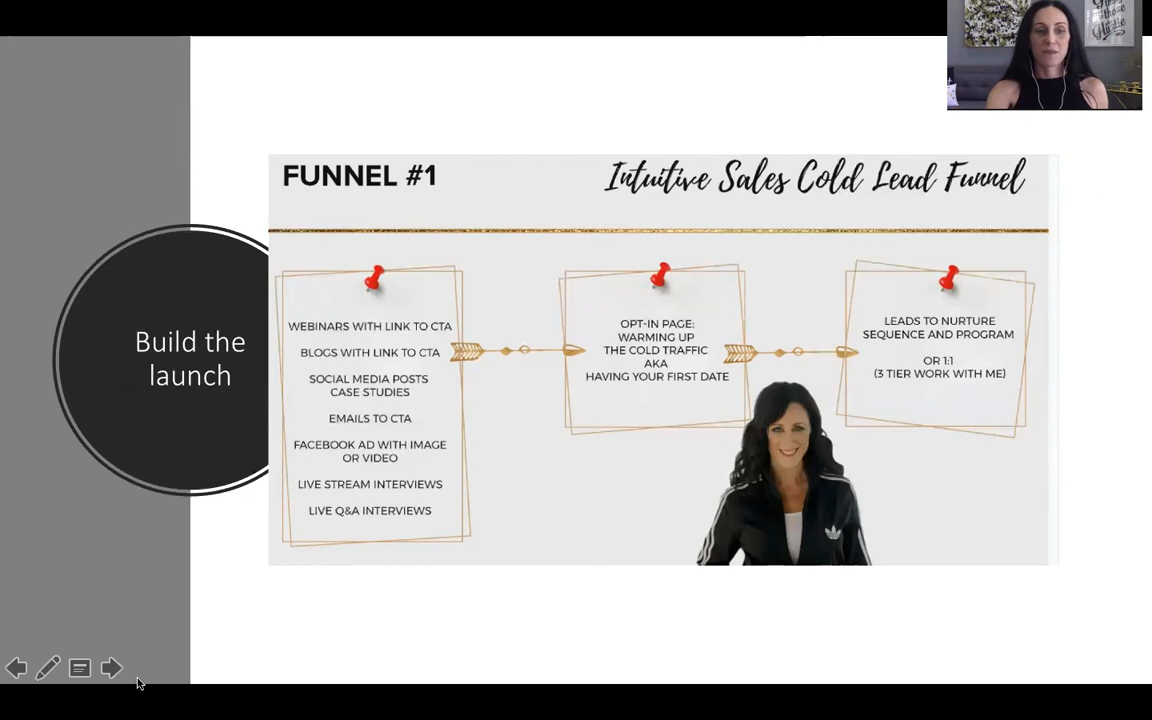 FUNNEL #1
Intuitive Sales Cold Lead Funnel
Build the
launch
WEBINARS WITH LINK TO CTA
BLOGS WITH LINK TO CTA
SOCIAL MEDIA POSTS
CASE STUDIES
EMAILS TO CTA
FACEBOOK AD WITH IMAGE
OR VIDEO
LIVE STREAM INTERVIEWS
LIVE Q&A INTERVIEWS
OPT-IN PAGE:
WARMING UP
THE COLD TRAFFIC
AKA
HAVING YOUR FIRST DATE
LEADS TO NURTURE
SEQUENCE AND PROGRAM
OR 1:1
(3 TIER WORK WITH ME)